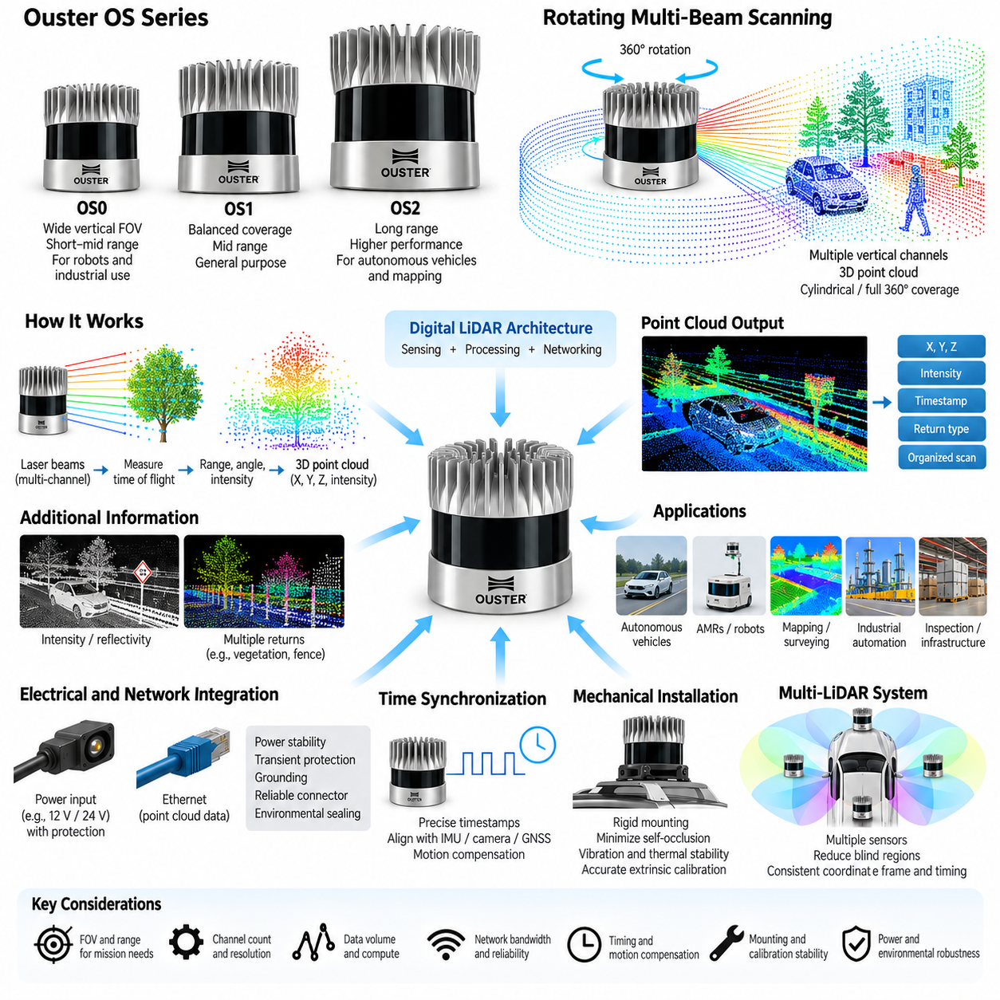 Ouster OS Series
OUSTER
OUSTER
OUSTER
OS0
Wide vertical FOV
Short–mid range
For robots and
industrial use
OS1
Balanced coverage
Mid range
General purpose
OS2
Long range
Higher performance
For autonomous vehicles
and mapping
Rotating Multi-Beam Scanning
360° rotation
OUSTER
Multiple vertical channels
3D point cloud
Cylindrical / full 360° coverage
How It Works
OUSTER
Laser beams
(multi-channel)
Measure
time of flight
Range, angle,
intensity
3D point cloud
(X, Y, Z, intensity)
Digital LiDAR Architecture
Sensing + Processing + Networking
OUSTER
Point Cloud Output
X, Y, Z
Intensity
Timestamp
Return type
Organized scan
Additional Information
Intensity / reflectivity
Multiple returns
(e.g., vegetation, fence)
Applications
Autonomous
vehicles
AMRs / robots
Mapping /
surveying
Industrial
automation
Inspection /
infrastructure
Electrical and Network Integration
Power input
(e.g., 12 V / 24 V)
with protection
Ethernet
(point cloud data)
Power stability
Transient protection
Grounding
Reliable connector
Environmental sealing
Time Synchronization
OUSTER
Precise timestamps
Align with IMU / camera / GNSS
Motion compensation
Mechanical Installation
Rigid mounting
Minimize self-occlusion
Vibration and thermal stability
Accurate extrinsic calibration
Multi-LiDAR System
Multiple sensors
Reduce blind regions
Consistent coordinate frame and timing
Key Considerations
FOV and range
for mission needs
Channel count
and resolution
Data volume
and compute
Network bandwidth
and reliability
Timing and
motion compensation
Mounting and
calibration stability
Power and
environmental robustness